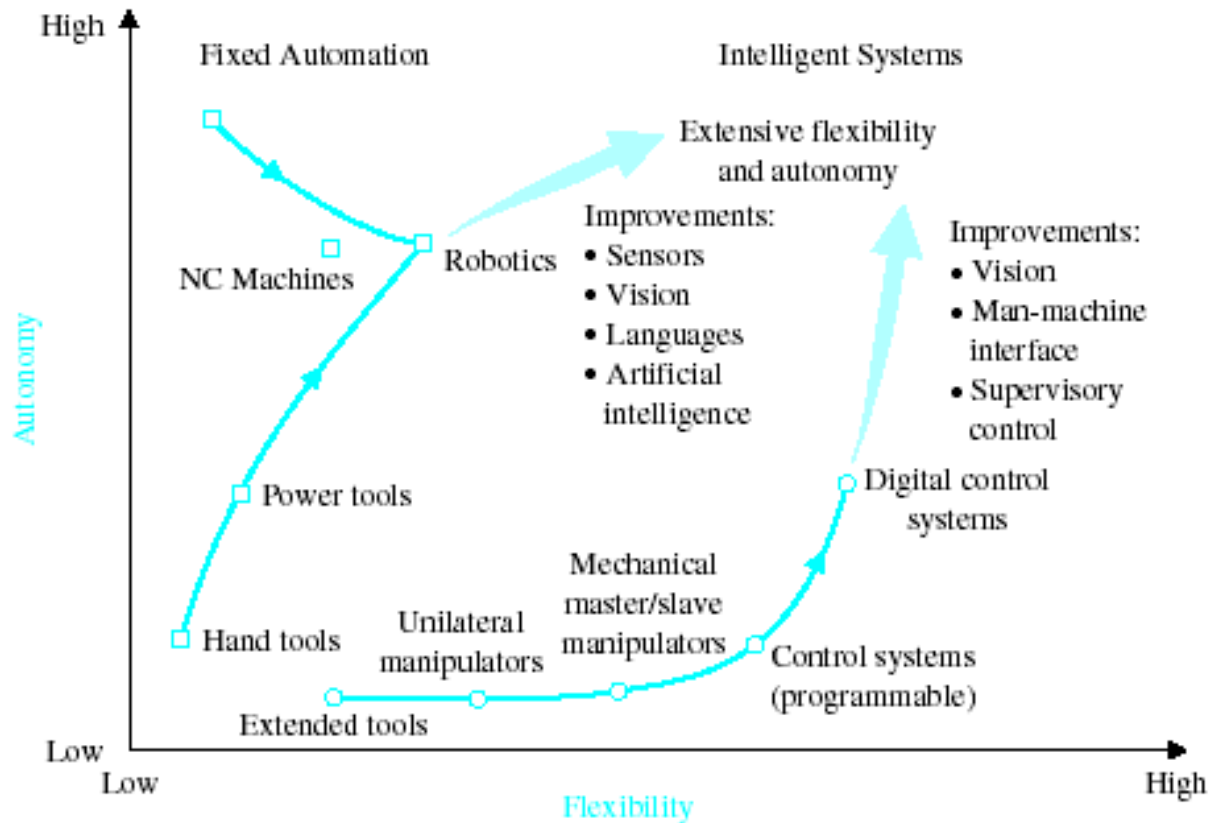 High
Fixed Automation
Intelligent Systems
Extensive flexibility
and autonomy
Improvements:
• Sensors
• Vision
• Languages
• Artificial
intelligence
Improvements:
• Vision
• Man-machine
interface
• Supervisory
control
NC Machines
Robotics
Autonomy
Power tools
Digital control
systems
Mechanical
master/slave
manipulators
Unilateral
manipulators
Hand tools
Control systems
(programmable)
Extended tools
Low
Low
High
Flexibility